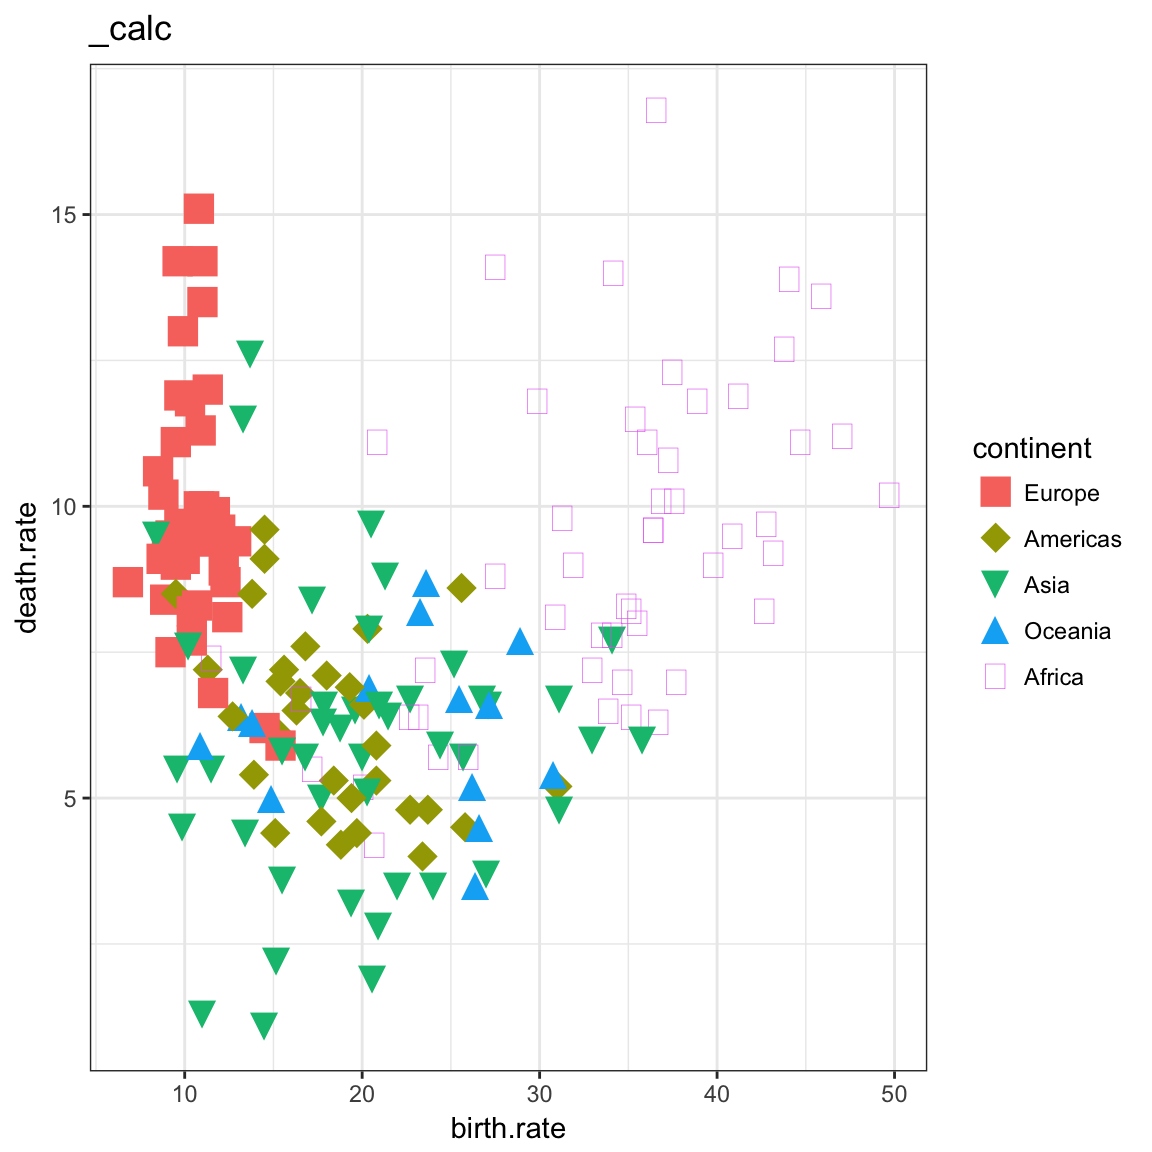 _calc
death.rate
15
10
5
10 20 30 40 50
birth.rate
continent
Europe
Americas
Asia
Oceania
Africa